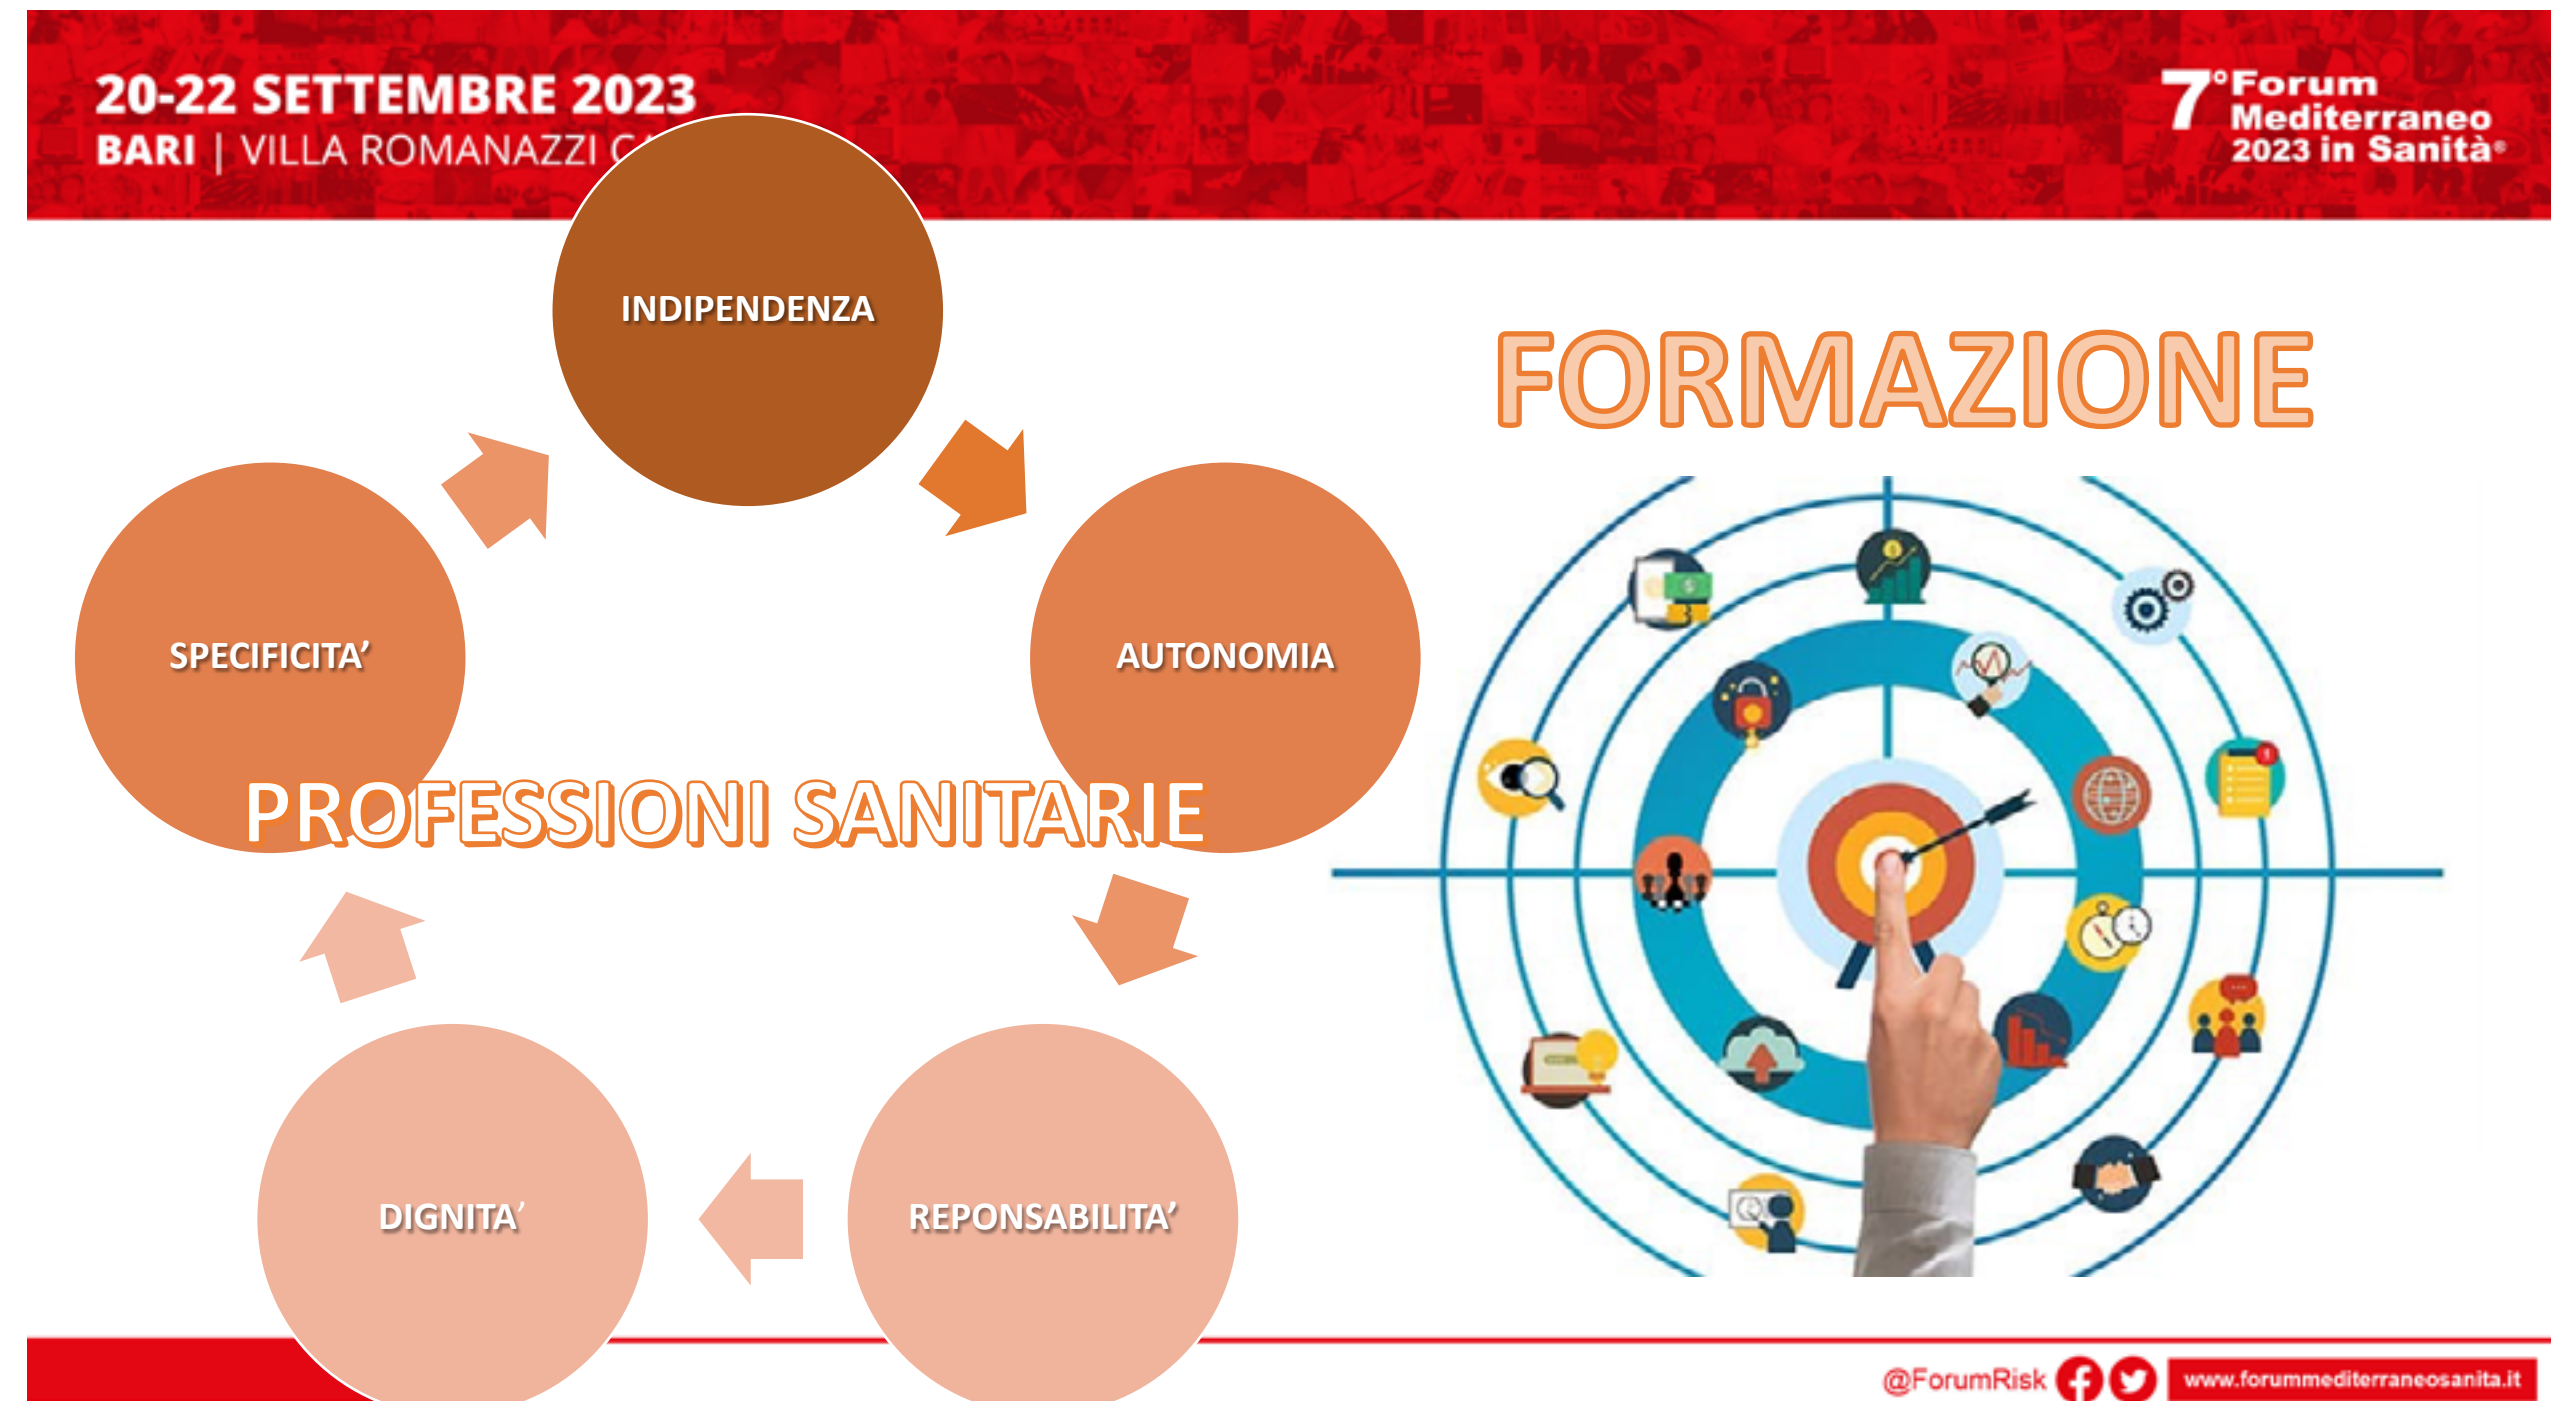 20-22 SETTEMBRE 2023
BARI | VILLA ROMANAZZI
7° Forum
Mediterraneo
2023 in Sanità®
INDIPENDENZA
FORMAZIONE
SPECIFICITA’
AUTONOMIA
PROFESSIONI SANITARIE
DIGNITA’
REPONSABILITA’
@ForumRisk
www.forummediterraneosanita.it